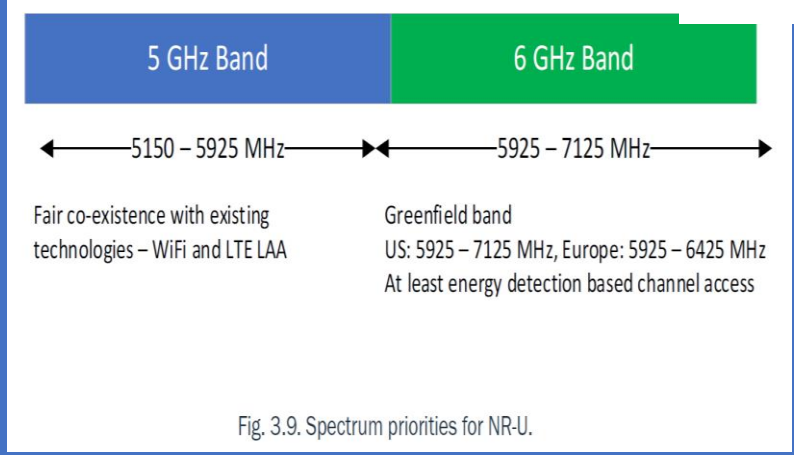 5 GHz Band
6 GHz Band
5150 – 5925 MHz
5925 – 7125 MHz
Fair co-existence with existing
technologies – WiFi and LTE LAA
Greenfield band
US: 5925 – 7125 MHz, Europe: 5925 – 6425 MHz
At least energy detection based channel access
Fig. 3.9. Spectrum priorities for NR-U.